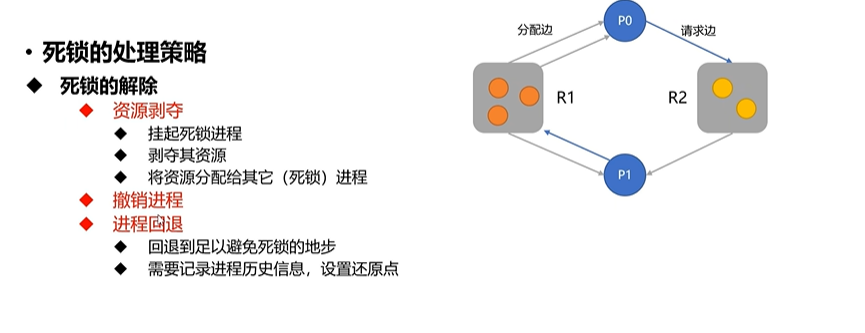 死锁的处理策略
死锁的解除
资源剥夺
挂起死锁进程
剥夺其资源
将资源分配给其它（死锁）进程
撤销进程
进程回退
回退到足以避免死锁的地步
需要记录进程历史信息，设置还原点
P0
分配边
请求边
R1
R2
P1